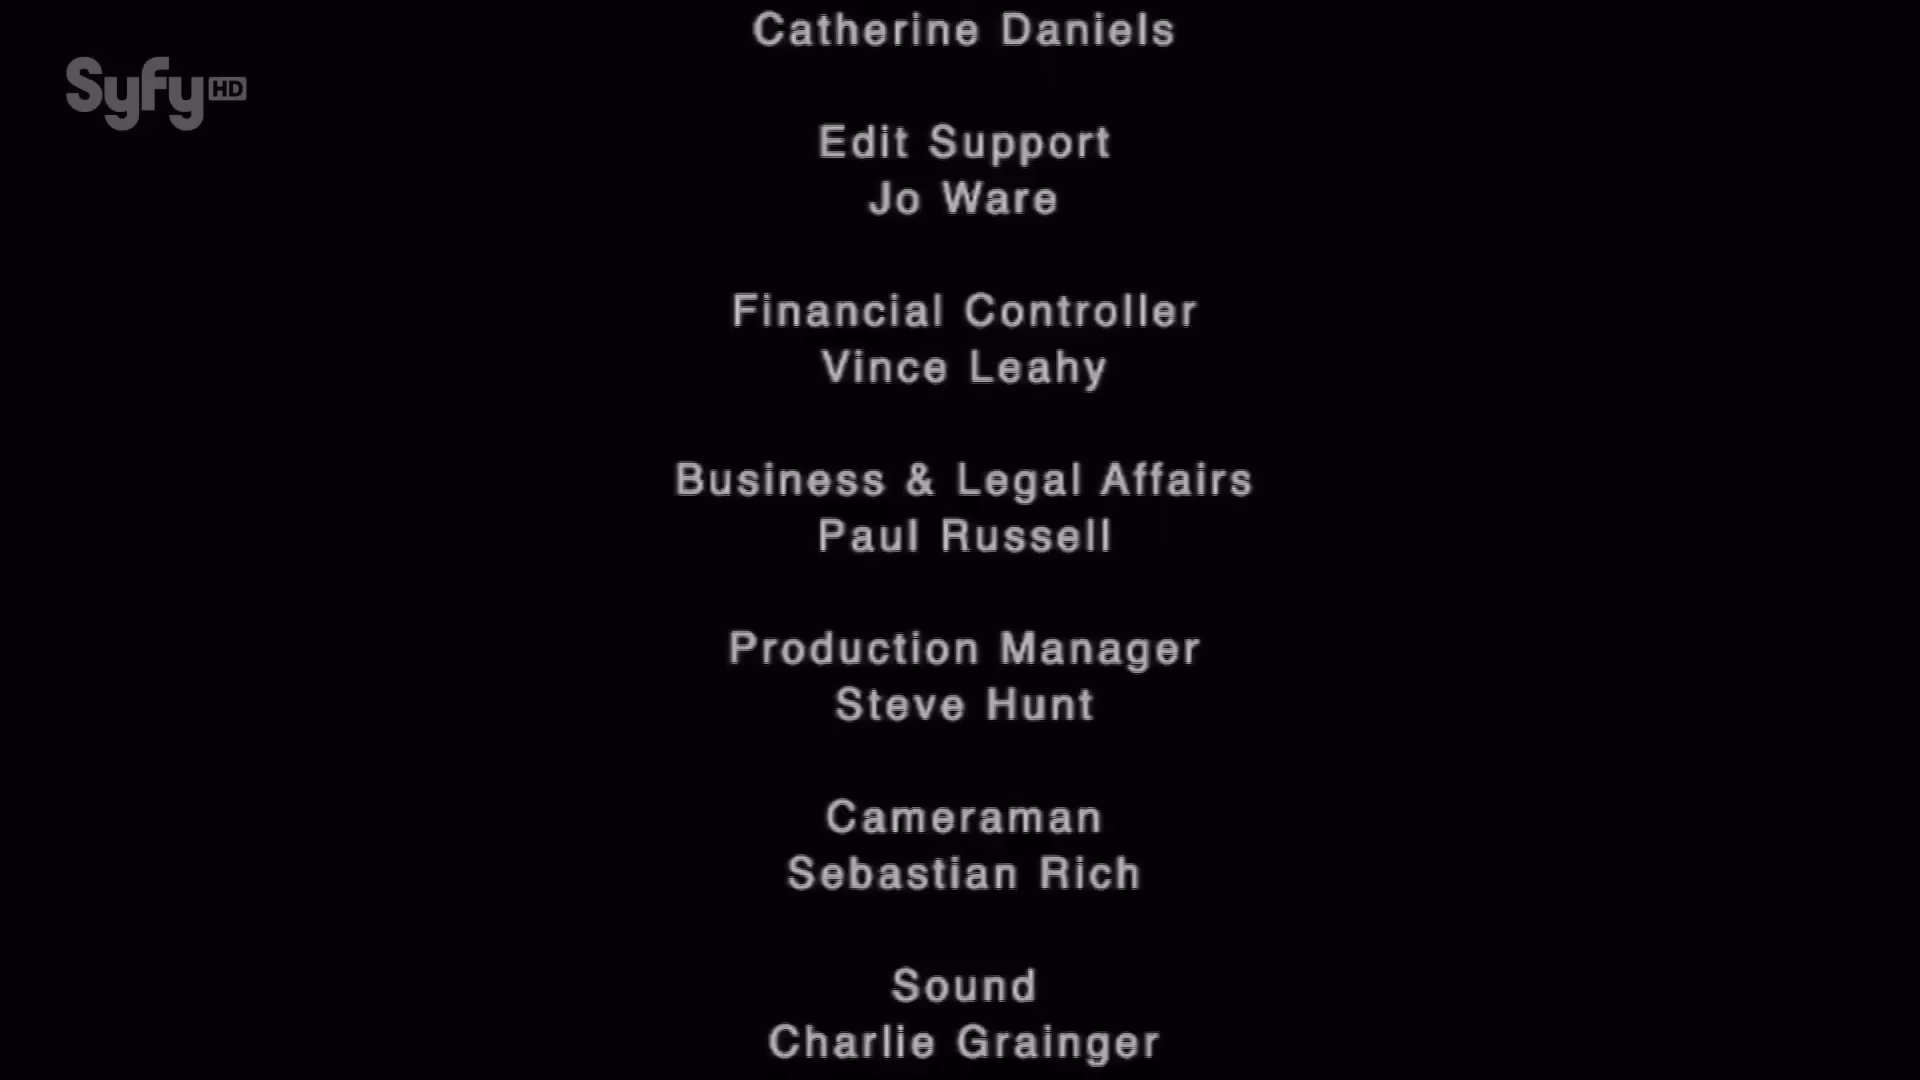 Catherine Daniels
Syfy HD
Edit Support
Jo Ware
Financial Controller
Vince Leahy
Business & Legal Affairs
Paul Russell
Production Manager
Steve Hunt
Cameraman
Sebastian Rich
Sound
Charlie Grainger